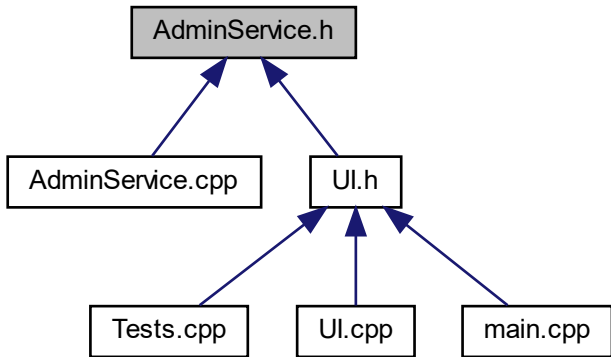 AdminService.h
AdminService.cpp
UI.h
Tests.cpp
UI.cpp
main.cpp